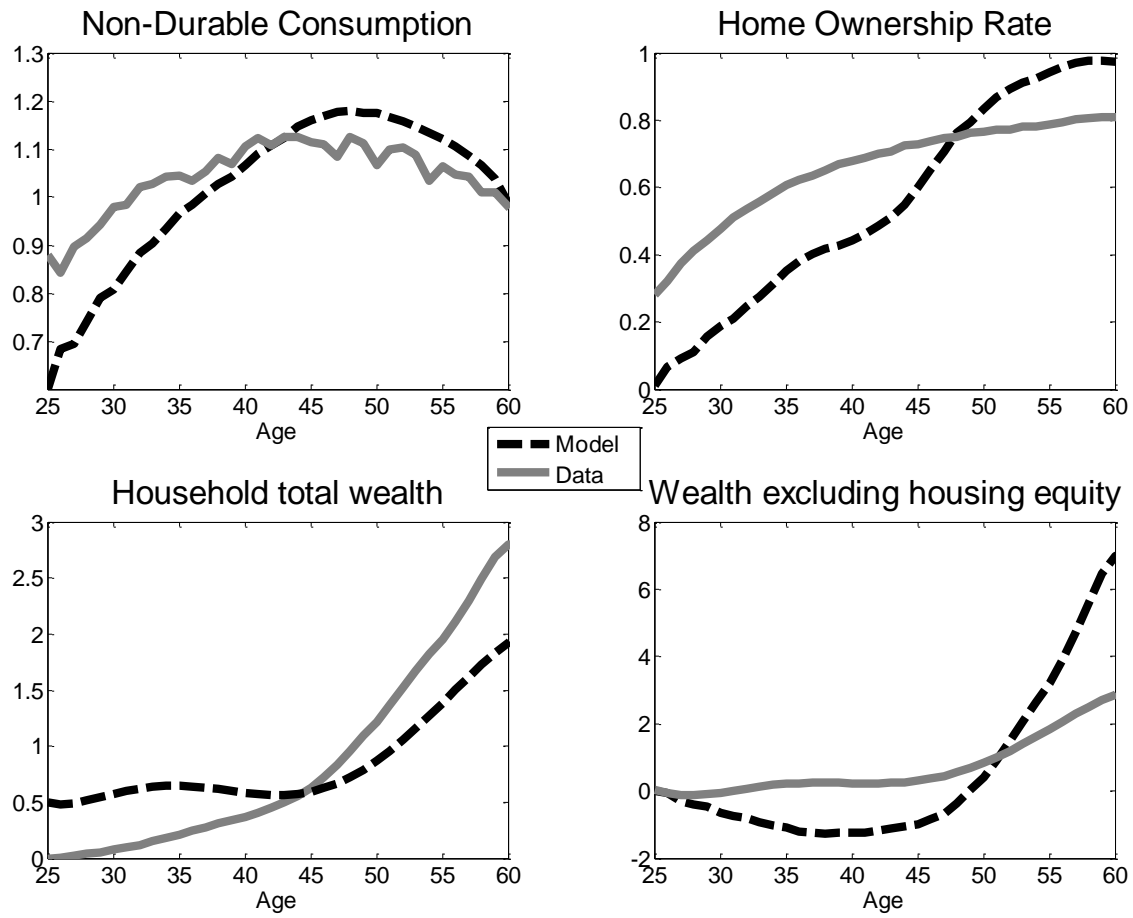 Non-Durable Consumption
1.3
1.2
1.1
1
0.9
0.8
0.7
25 30 35 40 45 50 55 60
Age
Home Ownership Rate
1
0.8
0.6
0.4
0.2
0
25 30 35 40 45 50 55 60
Age
Model
Data
Household total wealth
3
2.5
2
1.5
1
0.5
0
25 30 35 40 45 50 55 60
Age
Wealth excluding housing equity
8
6
4
2
0
-2
25 30 35 40 45 50 55 60
Age